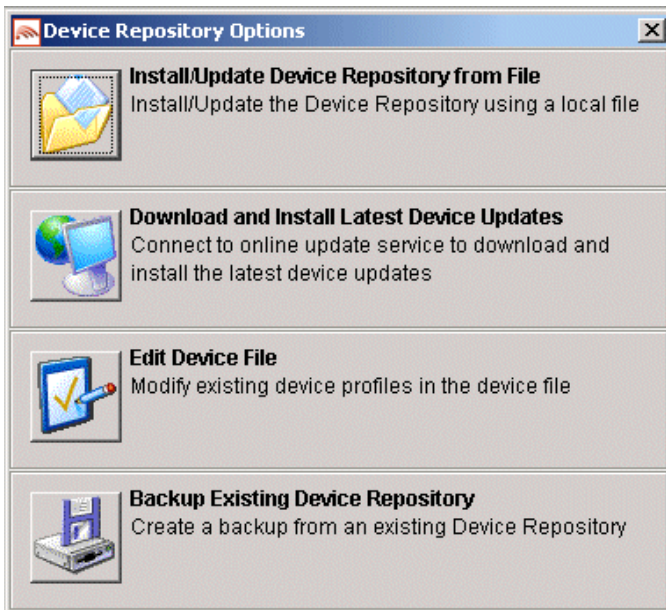 Device Repository Options
Install/Update Device Repository from File
Install/Update the Device Repository using a local file
Download and Install Latest Device Updates
Connect to online update service to download and
install the latest device updates
Edit Device File
Modify existing device profiles in the device file
Backup Existing Device Repository
Create a backup from an existing Device Repository